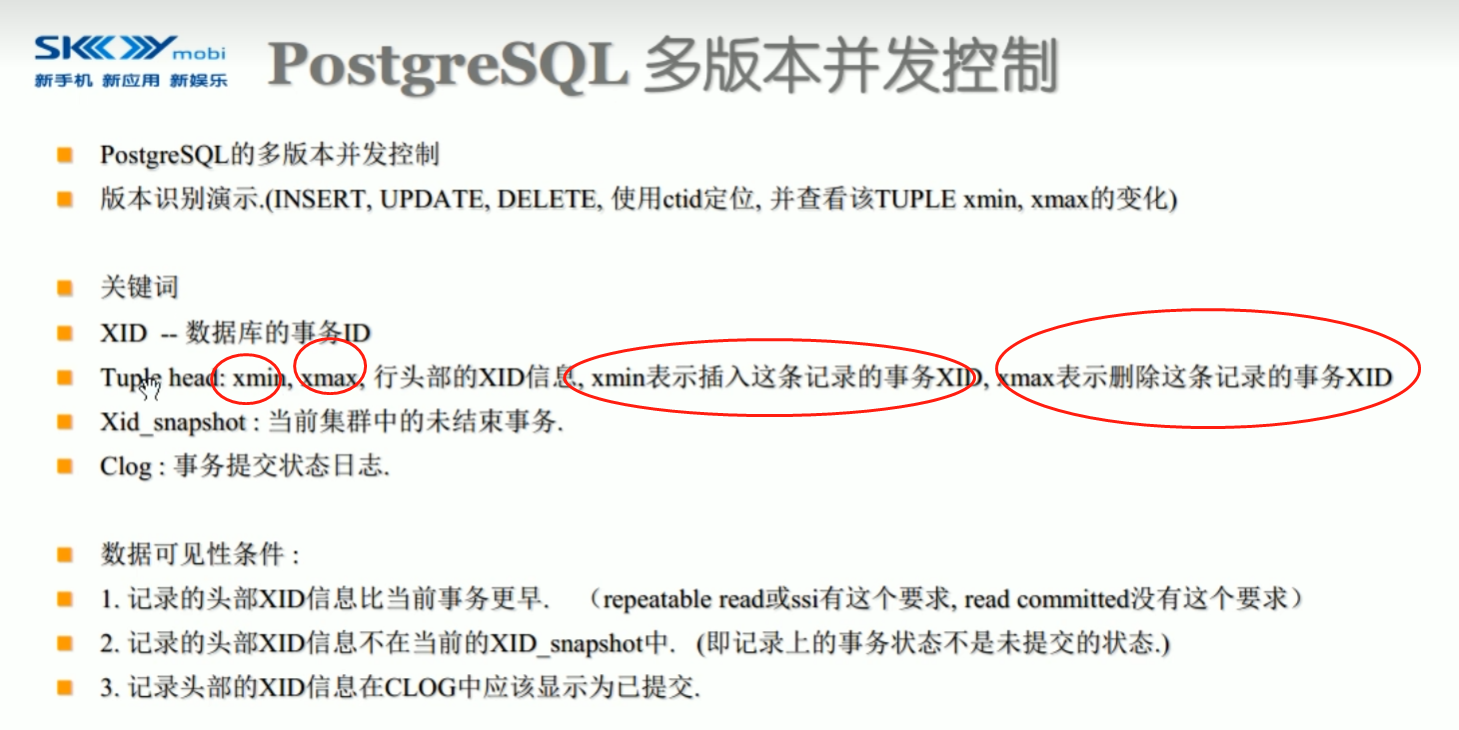 SKYmobi
新手机 新应用 新娱乐
PostgreSQL 多版本并发控制
PostgreSQL的多版本并发控制
版本识别演示.(INSERT, UPDATE, DELETE, 使用ctid定位, 并查看该TUPLE xmin, xmax的变化)
关键词
XID -- 数据库的事务ID
Tuple head: xmin, xmax, 行头部的XID信息, xmin表示插入这条记录的事务XID, xmax表示删除这条记录的事务XID
Xid_snapshot : 当前集群中的未结束事务.
Clog : 事务提交状态日志.
数据可见性条件 :
1. 记录的头部XID信息比当前事务更早. （repeatable read或ssi有这个要求, read committed没有这个要求）
2. 记录的头部XID信息不在当前的XID_snapshot中. (即记录上的事务状态不是未提交的状态.)
3. 记录头部的XID信息在CLOG中应该显示为已提交.